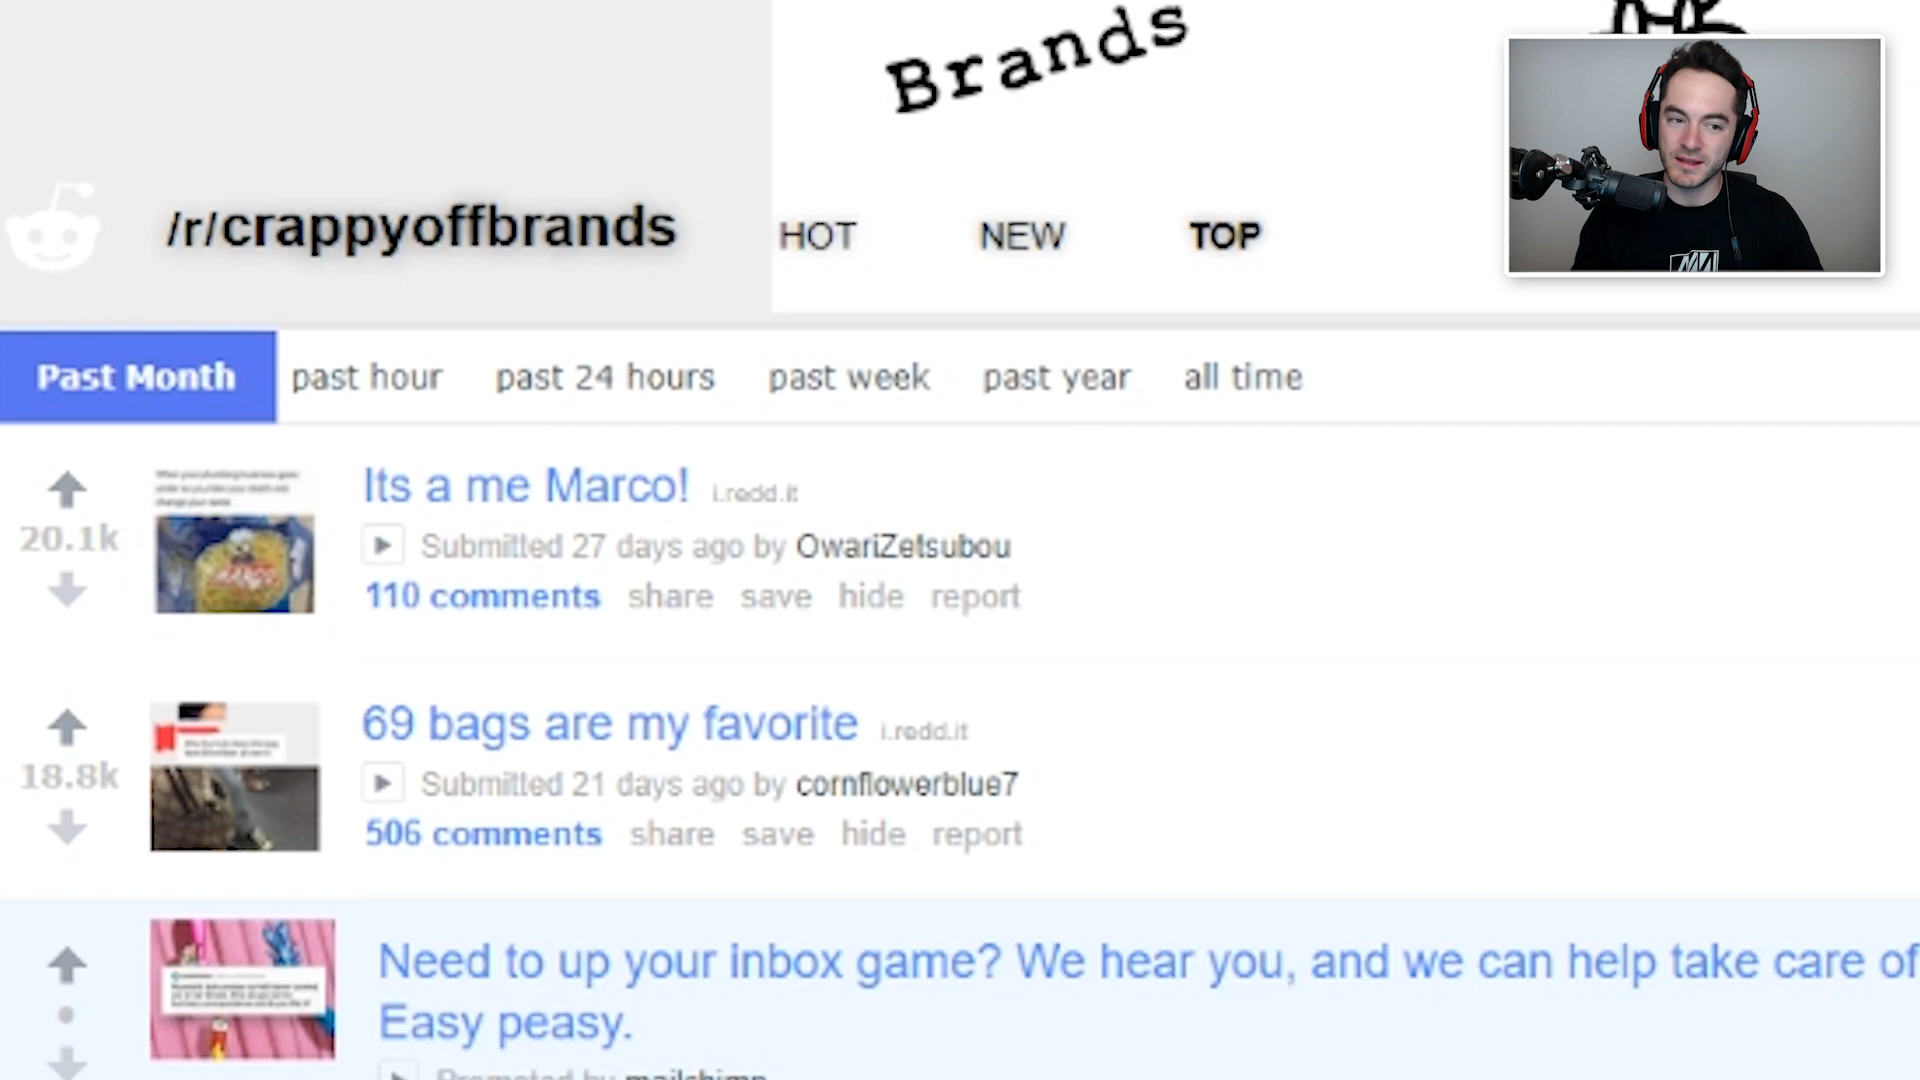 Brands
/r/crappyoffbrands
HOT NEW TOP
Past Month past hour past 24 hours past week past year all time
Its a me Marco! i.redd.it
20.1k
Submitted 27 days ago by OwariZetsubou
110 comments share save hide report
69 bags are my favorite i.redd.it
18.8k
Submitted 21 days ago by cornflowerblue7
506 comments share save hide report
Need to up your inbox game? We hear you, and we can help take care of
Easy peasy.
Promoted by mailchimp